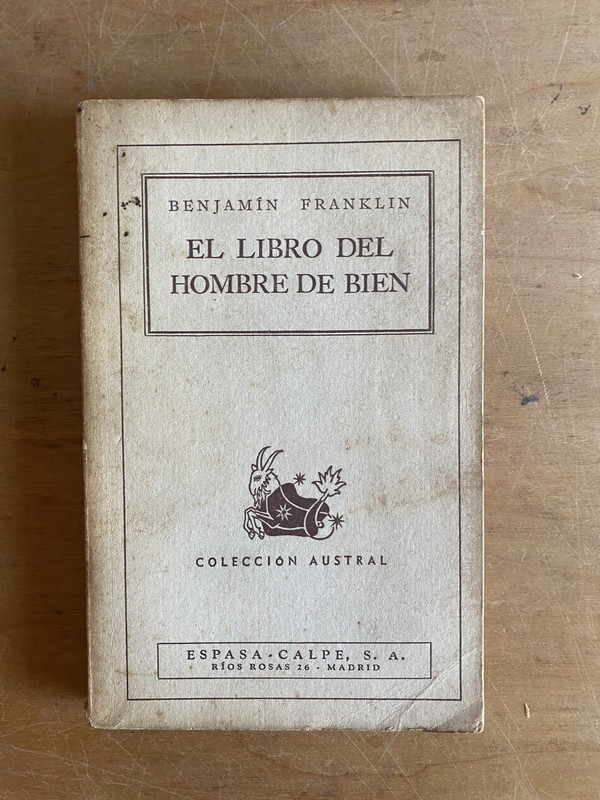 BENJAMÍN FRANKLIN
EL LIBRO DEL
HOMBRE DE BIEN
COLECCIÓN AUSTRAL
ESPASA-CALPE, S. A.
RÍOS ROSAS 26 - MADRID